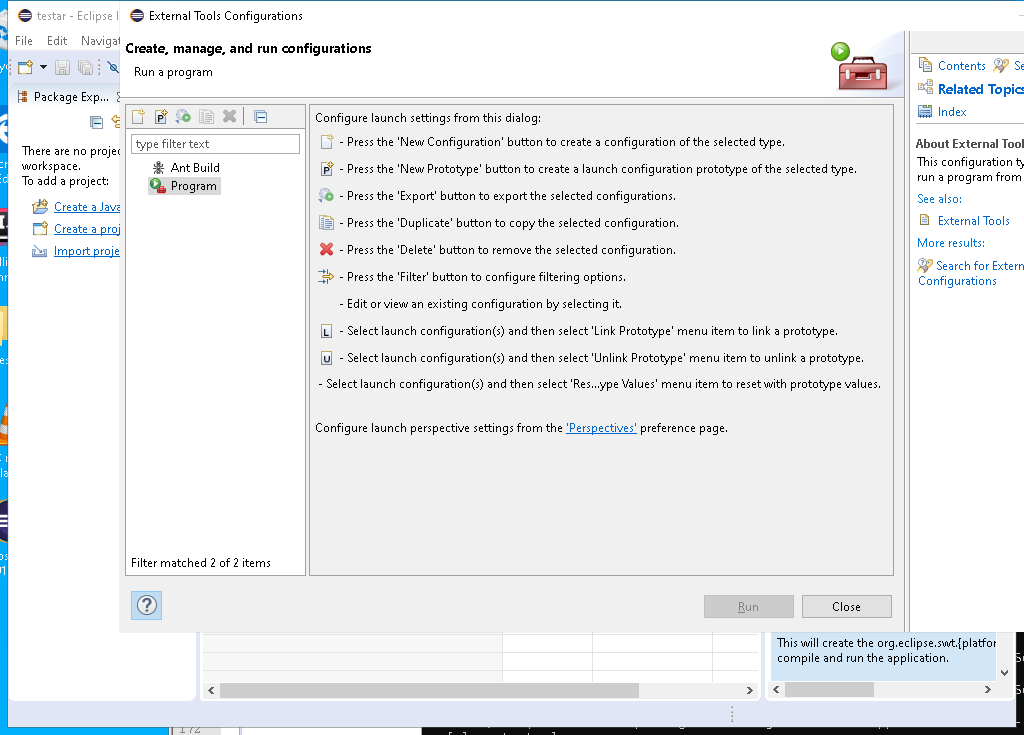 testar - Eclipse
External Tools Configurations
File Edit
Create, manage, and run configurations
Run a program
Package Exp...
type filter text
Ant Build
Program
Filter matched 2 of 2 items
There are no
workspace.
To add a project:
Create a Java
Create a
Import
Configure launch settings from this dialog:
- Press the 'New Configuration' button to create a configuration of the selected type.
P - Press the 'New Prototype' button to create a launch configuration prototype of the selected type.
- Press the 'Export' button to export the selected configurations.
- Press the 'Duplicate' button to copy the selected configuration.
- Press the 'Delete' button to remove the selected configuration.
- Press the 'Filter' button to configure filtering options.
- Edit or view an existing configuration by selecting it.
L - Select launch configuration(s) and then select 'Link Prototype' menu item to link a prototype.
U - Select launch configuration(s) and then select 'Unlink Prototype' menu item to unlink a prototype.
- Select launch configuration(s) and then select 'Res...ype Values' menu item to reset with prototype values.
Configure launch perspective settings from the 'Perspectives' preference page.
?
Run Close
Contents
Related Topics
Index
About External
This configuration
run a program from
See also:
External Tools
More results:
Search for
Configurations
This will create the org.eclipse.swt.{
compile and run the application.
172